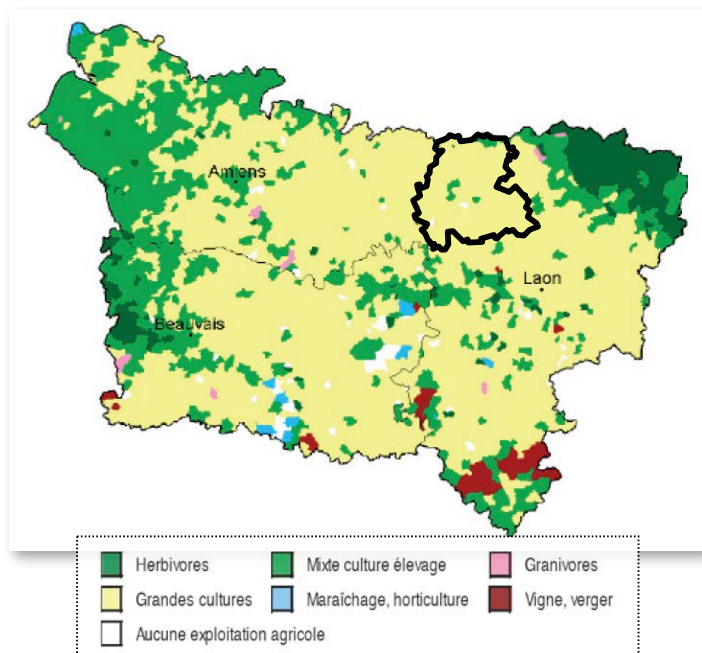 Amiens
Laon
Beauvais
Herbivores
Mixte culture élevage
Granivores
Grandes cultures
Maraîchage, horticulture
Vigne, verger
Aucune exploitation agricole